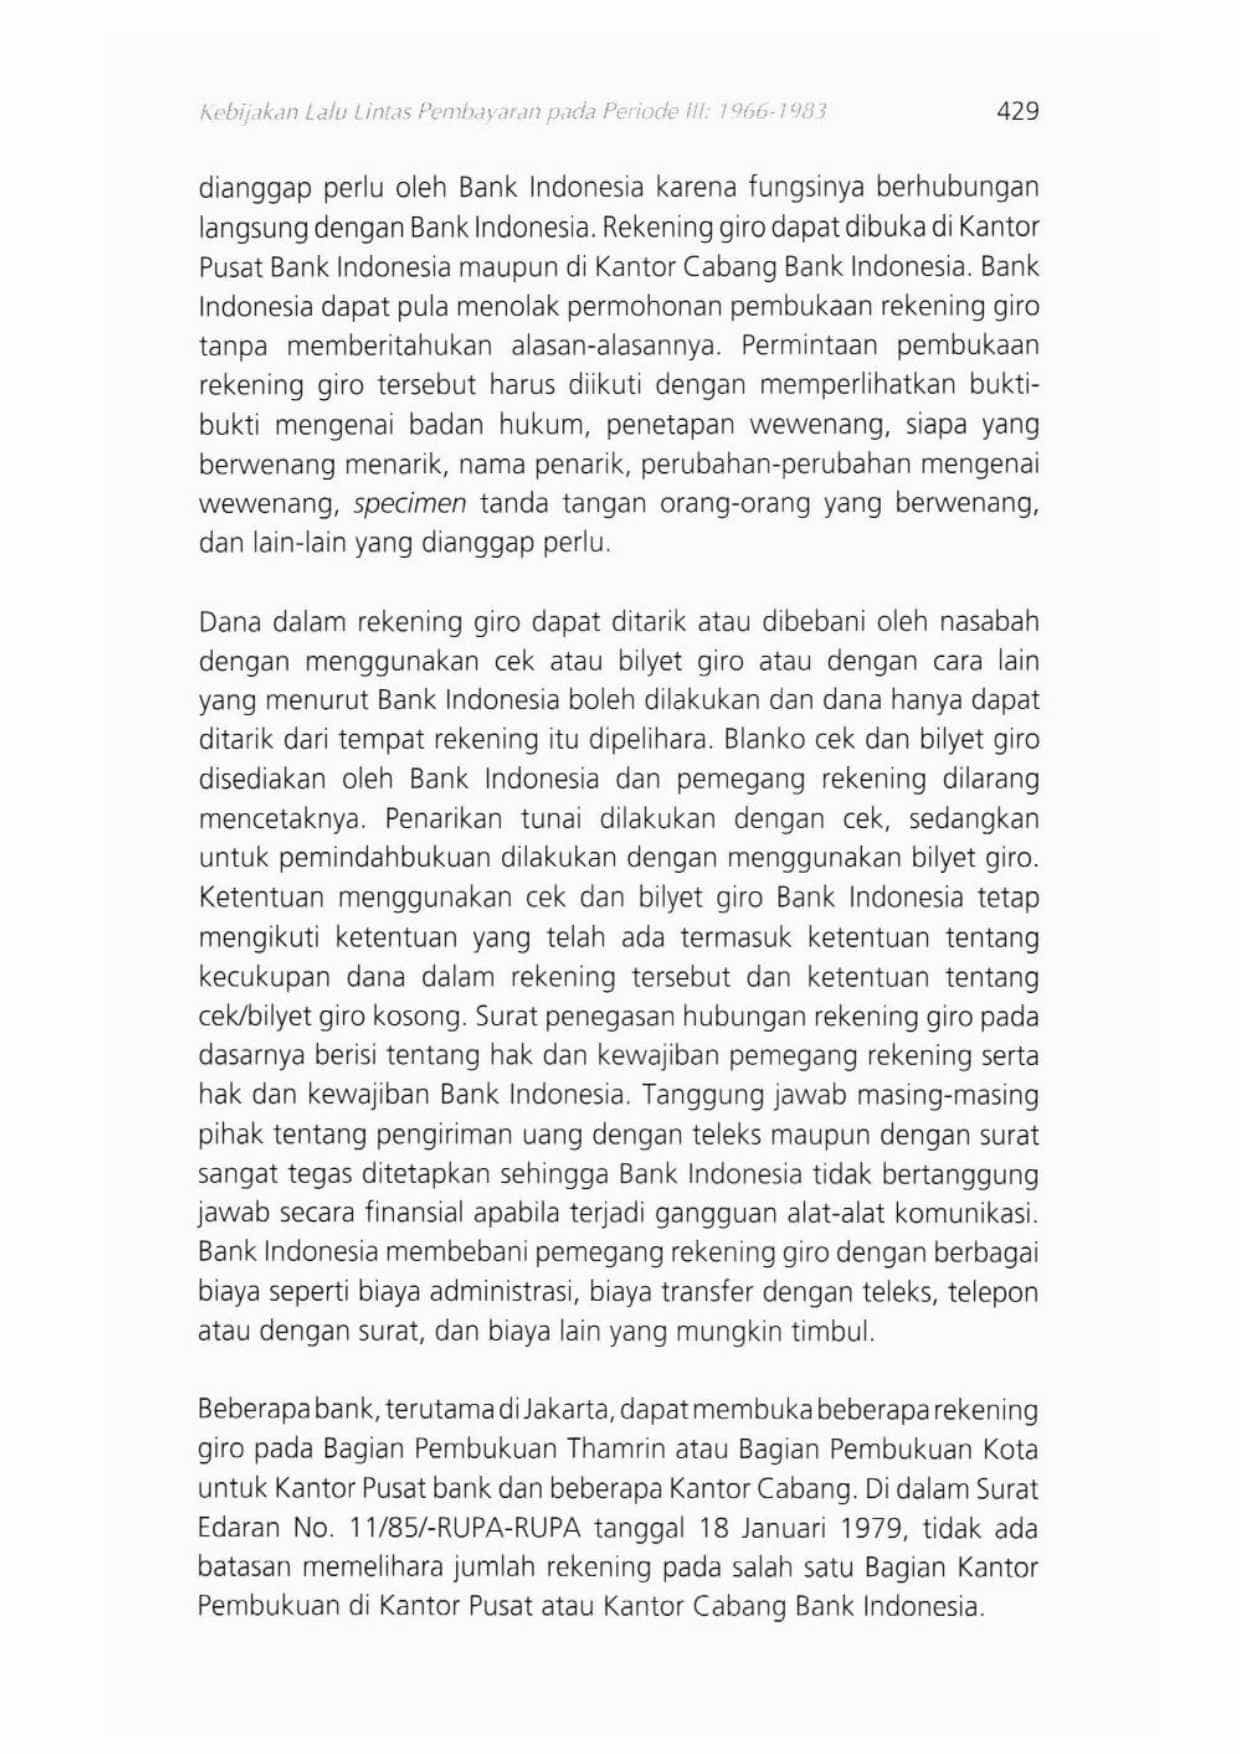 Kebijakan Lalu Lintas Pembayaran pada Periode III: 1966-1983 429
dianggap perlu oleh Bank Indonesia karena fungsinya berhubungan
langsung dengan Bank Indonesia. Rekening giro dapat dibuka di Kantor
Pusat Bank Indonesia maupun di Kantor Cabang Bank Indonesia. Bank
Indonesia dapat pula menolak permohonan pembukaan rekening giro
tanpa memberitahukan alasan-alasannya. Permintaan pembukaan
rekening giro tersebut harus diikuti dengan memperlihatkan bukti-
bukti mengenai badan hukum, penetapan wewenang, siapa yang
berwenang menarik, nama penarik, perubahan-perubahan mengenai
wewenang, specimen tanda tangan orang-orang yang berwenang,
dan lain-lain yang dianggap perlu.
Dana dalam rekening giro dapat ditarik atau dibebani oleh nasabah
dengan menggunakan cek atau bilyet giro atau dengan cara lain
yang menurut Bank Indonesia boleh dilakukan dan dana hanya dapat
ditarik dari tempat rekening itu dipelihara. Blanko cek dan bilyet giro
disediakan oleh Bank Indonesia dan pemegang rekening dilarang
mencetaknya. Penarikan tunai dilakukan dengan cek, sedangkan
untuk pemindahbukuan dilakukan dengan menggunakan bilyet giro.
Ketentuan menggunakan cek dan bilyet giro Bank Indonesia tetap
mengikuti ketentuan yang telah ada termasuk ketentuan tentang
kecukupan dana dalam rekening tersebut dan ketentuan tentang
cek/bilyet giro kosong. Surat penegasan hubungan rekening giro pada
dasarnya berisi tentang hak dan kewajiban pemegang rekening serta
hak dan kewajiban Bank Indonesia. Tanggung jawab masing-masing
pihak tentang pengiriman uang dengan teleks maupun dengan surat
sangat tegas ditetapkan sehingga Bank Indonesia tidak bertanggung
jawab secara finansial apabila terjadi gangguan alat-alat komunikasi.
Bank Indonesia membebani pemegang rekening giro dengan berbagai
biaya seperti biaya administrasi, biaya transfer dengan teleks, telepon
atau dengan surat, dan biaya lain yang mungkin timbul.
Beberapa bank, terutama di Jakarta, dapat membuka beberapa rekening
giro pada Bagian Pembukuan Thamrin atau Bagian Pembukuan Kota
untuk Kantor Pusat bank dan beberapa Kantor Cabang. Di dalam Surat
Edaran No. 11/85/-RUPA-RUPA tanggal 18 Januari 1979, tidak ada
batasan memelihara jumlah rekening pada salah satu Bagian Kantor
Pembukuan di Kantor Pusat atau Kantor Cabang Bank Indonesia.